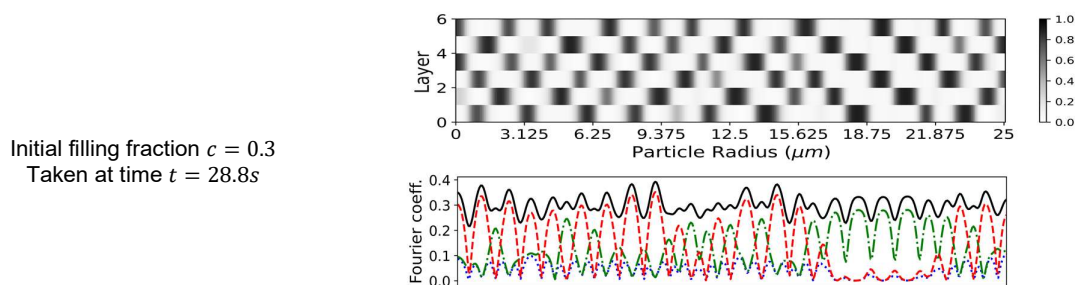 Initial filling fraction c = 0.3
Taken at time t = 28.8s
6
4
2
0
Layer
0 3.125 6.25 9.375 12.5 15.625 18.75 21.875 25
Particle Radius (μm)
1.0
0.8
0.6
0.4
0.2
0.0
0.4
0.3
0.2
0.1
0.0
Fourier coeff.